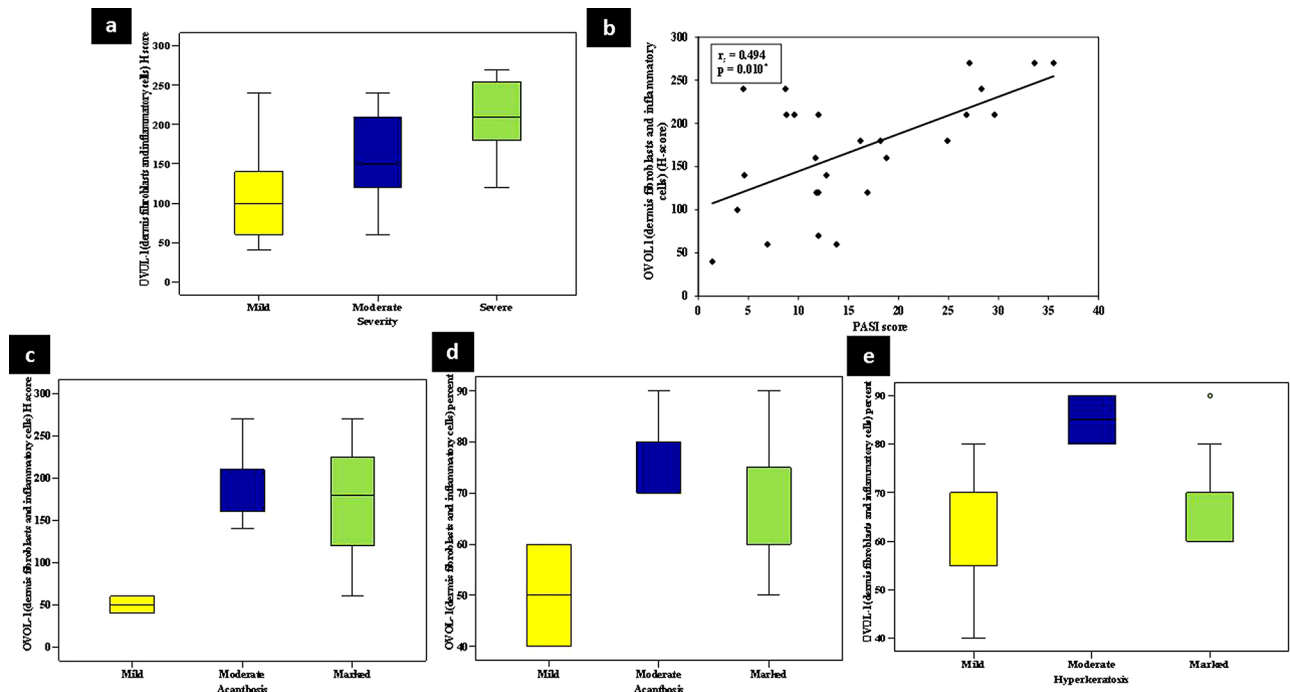 a
OVOL-1(dermis fibroblasts and inflammatory cells) H score
300
250
200
150
100
50
0
Mild Moderate Severe
Severity
b
OVOL1(dermis fibroblasts and inflammatory
cells) (H-score)
rs = 0.494
p = 0.010*
300
250
200
150
100
50
0
0 5 10 15 20 25 30 35 40
PASI score
c
OVOL-1(dermis fibroblasts and inflammatory cells) H score
300
250
200
150
100
50
0
Mild Moderate Marked
Acanthosis
d
OVOL-1(dermis fibroblasts and inflammatory cells) percent
90
80
70
60
50
40
Mild Moderate Marked
Acanthosis
e
OVOL-1(dermis fibroblasts and inflammatory cells) percent
90
80
70
60
50
40
Mild Moderate Marked
Hyperkeratosis